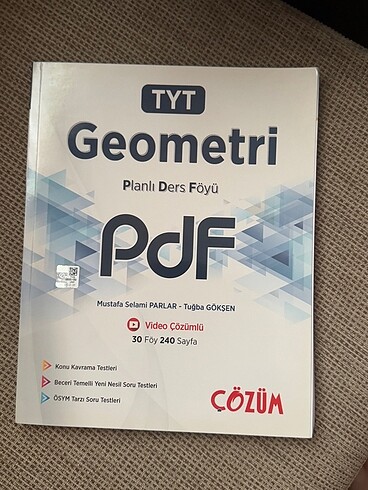 TYT
Geometri
Planlı Ders Föyü
PdF
Mustafa Selami PARLAR - Tuğba GÖKŞEN
Video Çözümlü
30 Föy 240 Sayfa
Konu Kavrama Testleri
Beceri Temelli Yeni Nesil Soru Testleri
ÖSYM Tarzı Soru Testleri
ÇÖZÜM